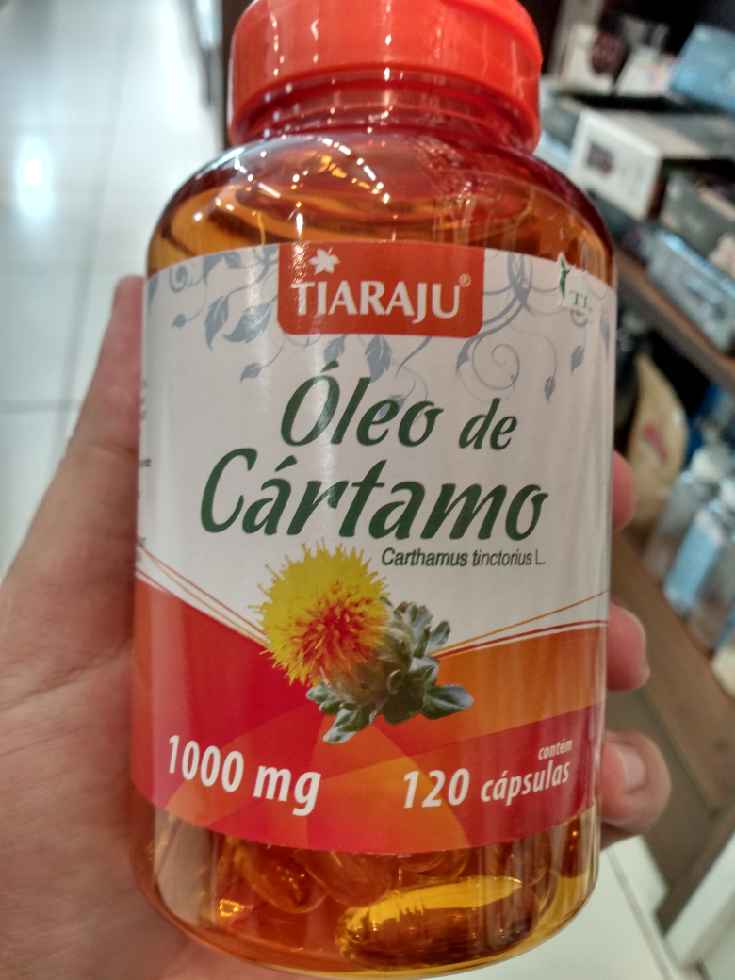 TIARAJU®
Óleo de
Cártamo
Carthamus tinctorius L.
1000 mg
contém
120 cápsulas